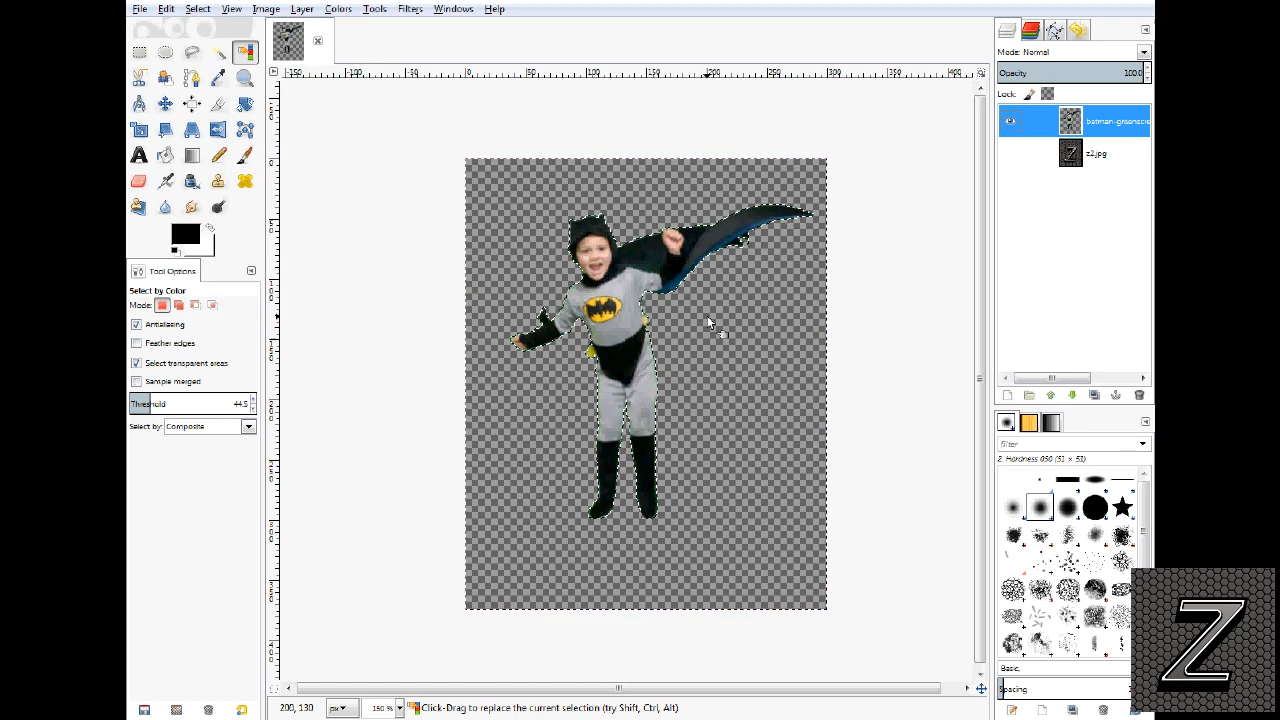 File Edit Select View Image Layer Colors Tools Filters Windows Help
Mode: Normal
Opacity 100.0
Lock:
batman-greenscre
z2.jpg
Tool Options
Select by Color
Mode:
Antialiasing
Feather edges
Select transparent areas
Sample merged
Threshold 44.5
Select by: Composite
filter
2. Hardness 050 (51 × 51)
Basic,
Spacing
200, 130 px 150 % Click-Drag to replace the current selection (try Shift, Ctrl, Alt)
Z